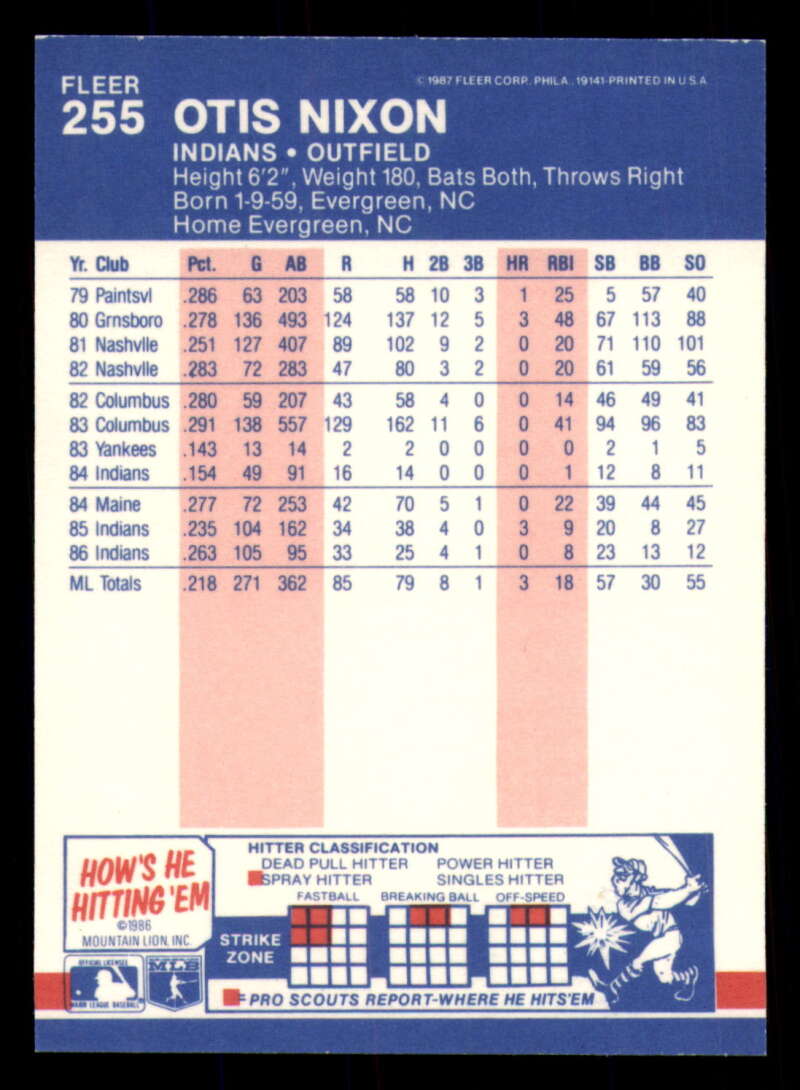 FLEER
© 1987 FLEER CORP. PHILA., 19141-PRINTED IN U.S.A
255 OTIS NIXON
INDIANS • OUTFIELD
Height 6'2", Weight 180, Bats Both, Throws Right
Born 1-9-59, Evergreen, NC
Home Evergreen, NC
Yr. Club Pct. G AB R H 2B 3B HR RBI SB BB SO
79 Paintsvl .286 63 203 58 58 10 3 1 25 5 57 40
80 Grnsboro .278 136 493 124 137 12 5 3 48 67 113 88
81 Nashvlle .251 127 407 89 102 9 2 0 20 71 110 101
82 Nashvlle .283 72 283 47 80 3 2 0 20 61 59 56
82 Columbus .280 59 207 43 58 4 0 0 14 46 49 41
83 Columbus .291 138 557 129 162 11 6 0 41 94 96 83
83 Yankees .143 13 14 2 2 0 0 0 0 2 1 5
84 Indians .154 49 91 16 14 0 0 0 1 12 8 11
84 Maine .277 72 253 42 70 5 1 0 22 39 44 45
85 Indians .235 104 162 34 38 4 0 3 9 20 8 27
86 Indians .263 105 95 33 25 4 1 0 8 23 13 12
ML Totals .218 271 362 85 79 8 1 3 18 57 30 55
HOW'S HE
HITTING 'EM
©1986
MOUNTAIN LION, INC.
HITTER CLASSIFICATION
DEAD PULL HITTER POWER HITTER
SPRAY HITTER SINGLES HITTER
FASTBALL BREAKING BALL OFF-SPEED
STRIKE
ZONE
OFFICIAL LICENSEE
MAJOR LEAGUE BASEBALL
=PRO SCOUTS REPORT-WHERE HE HITS'EM